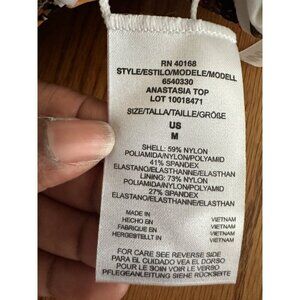 RN 40168
STYLE/ESTILO/MODELE/MODELL
6540330
ANASTASIA TOP
LOT 10018471
SIZE/TALLA/TAILLE/GRÖßE
US
M
SHELL: 59% NYLON
POLIAMIDA/NYLON/POLYAMID
41% SPANDEX
ELASTANO/ELASTHANNE/ELASTHAN
LINING: 73% NYLON
POLIAMIDA/NYLON/POLYAMID
27% SPANDEX
ELASTANO/ELASTHANNE/ELASTHAN
MADE IN VIETNAM
HECHO EN VIETNAM
FABRIQUE EN VIETNAM
HERGESTELLT IN VIETNAM
FOR CARE SEE REVERSE SIDE
PARA EL CUIDADO VEA EL DORSO
POUR LE SOIN VOIR LE VERSO
PFLEGEANLEITUNG SIEHE RÜCKSEITE